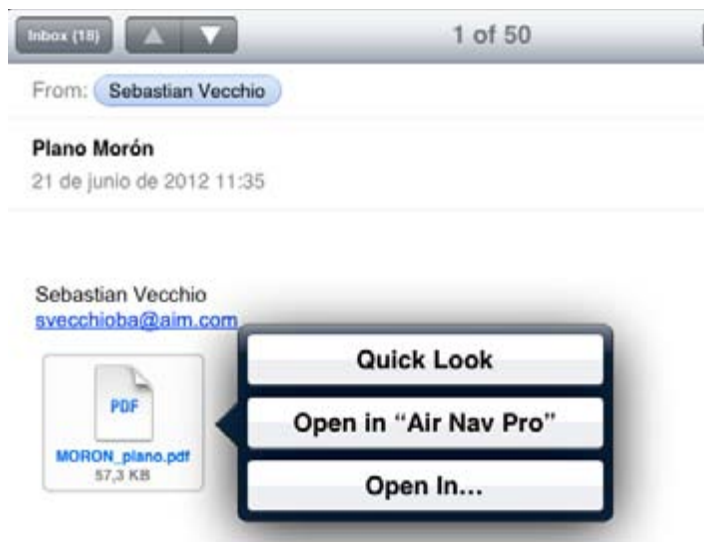 Inbox (18)
1 of 50
From: Sebastian Vecchio
Plano Morón
21 de junio de 2012 11:35
Sebastian Vecchio
svecchioba@aim.com
Quick Look
PDF
Open in “Air Nav Pro”
MORON_plano.pdf
57,3 KB
Open In...